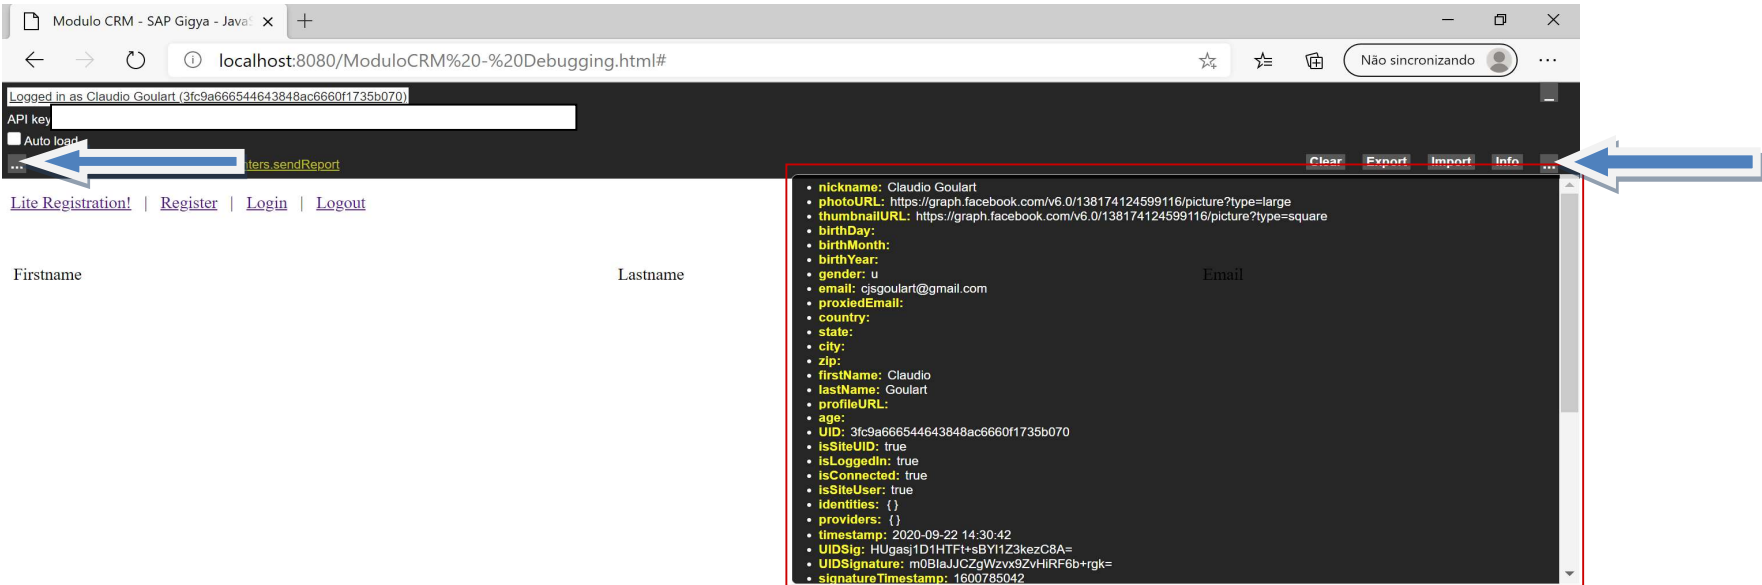 Modulo CRM - SAP Gigya - Java
localhost:8080/ModuloCRM%20-%20Debugging.html#
Não sincronizando
Logged in as Claudio Goulart (3fc9a666544643848ac6660f1735b070)
API key
Auto load
... nters.sendReport
Clear Export Import Info ...
Lite Registration! | Register | Login | Logout
Firstname Lastname Email
• nickname: Claudio Goulart
• photoURL: https://graph.facebook.com/v6.0/138174124599116/picture?type=large
• thumbnailURL: https://graph.facebook.com/v6.0/138174124599116/picture?type=square
• birthDay:
• birthMonth:
• birthYear:
• gender: u
• email: cjsgoulart@gmail.com
• proxiedEmail:
• country:
• state:
• city:
• zip:
• firstName: Claudio
• lastName: Goulart
• profileURL:
• age:
• UID: 3fc9a666544643848ac6660f1735b070
• isSiteUID: true
• isLoggedIn: true
• isConnected: true
• isSiteUser: true
• identities: {}
• providers: {}
• timestamp: 2020-09-22 14:30:42
• UIDSig: HUgasj1D1HTFt+sBYI1Z3kezC8A=
• UIDSignature: m0BIaJJCZgWzvx9ZvHiRF6b+rgk=
• signatureTimestamp: 1600785042